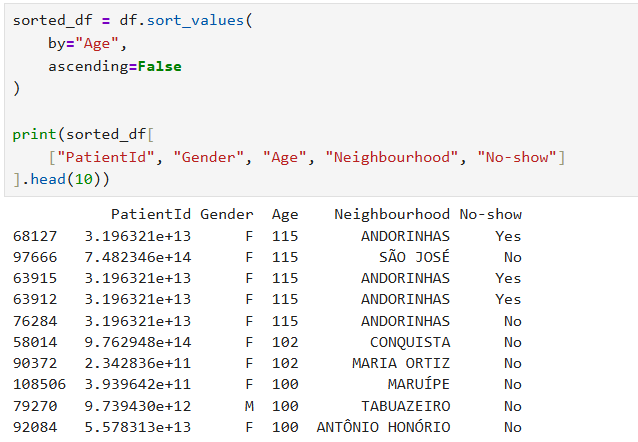 sorted_df = df.sort_values(
    by="Age",
    ascending=False
)
print(sorted_df[
    ["PatientId", "Gender", "Age", "Neighbourhood", "No-show"]
].head(10))
           PatientId Gender  Age    Neighbourhood No-show
68127   3.196321e+13      F  115       ANDORINHAS     Yes
97666   7.482346e+14      F  115         SÃO JOSÉ      No
63915   3.196321e+13      F  115       ANDORINHAS     Yes
63912   3.196321e+13      F  115       ANDORINHAS     Yes
76284   3.196321e+13      F  115       ANDORINHAS      No
58014   9.762948e+14      F  102        CONQUISTA      No
90372   2.342836e+11      F  102      MARIA ORTIZ      No
108506  3.939642e+11      F  100          MARUÍPE      No
79270   9.739430e+12      M  100       TABUAZEIRO      No
92084   5.578313e+13      F  100  ANTÔNIO HONÓRIO      No